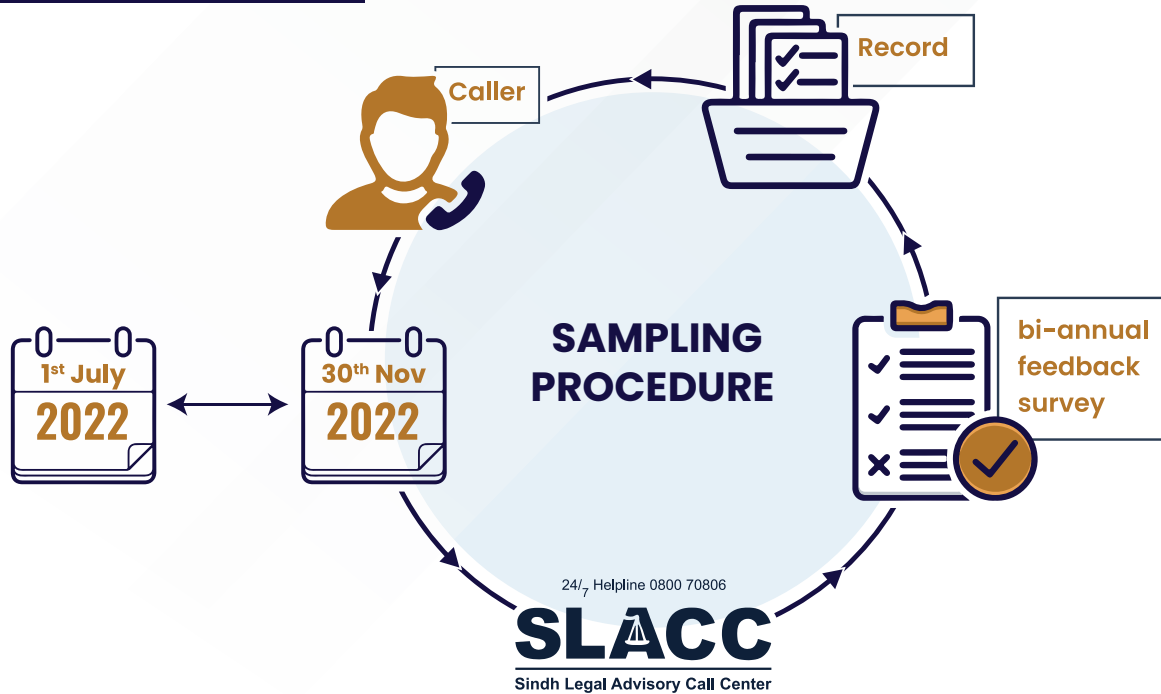 Record
Caller
SAMPLING
PROCEDURE
bi-annual
feedback
survey
1st July
2022
30th Nov
2022
24/7 Helpline 0800 70806
SLACC
Sindh Legal Advisory Call Center